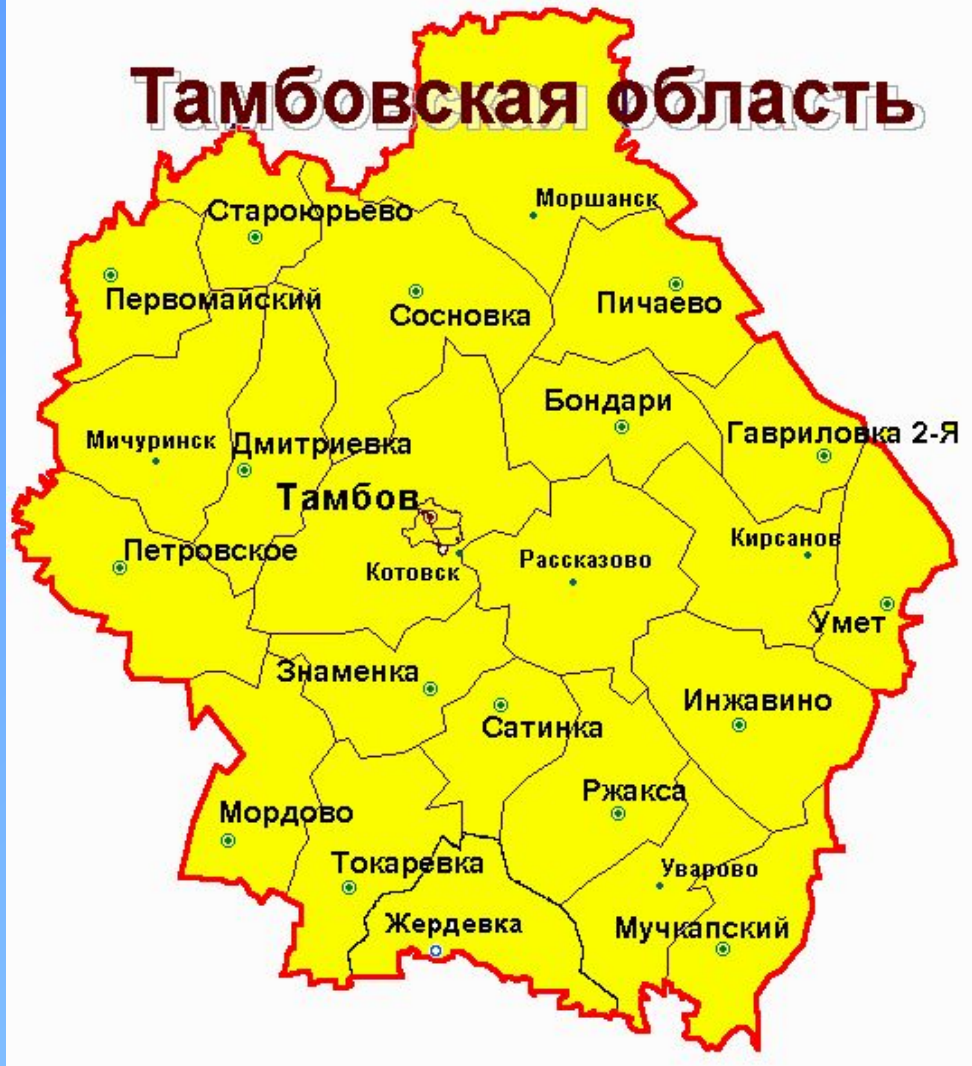 Тамбовская область
Моршанск
Староюрьево
Первомайский
Сосновка
Пичаево
Бондари
Мичуринск
Дмитриевка
Гавриловка 2-Я
Тамбов
Петровское
Котовск
Рассказово
Кирсанов
Умет
Знаменка
Сатинка
Инжавино
Ржакса
Мордово
Токаревка
Уварово
Жердевка
Мучкапский